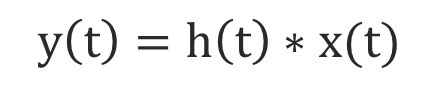 y(t) = h(t) ∗ x(t)